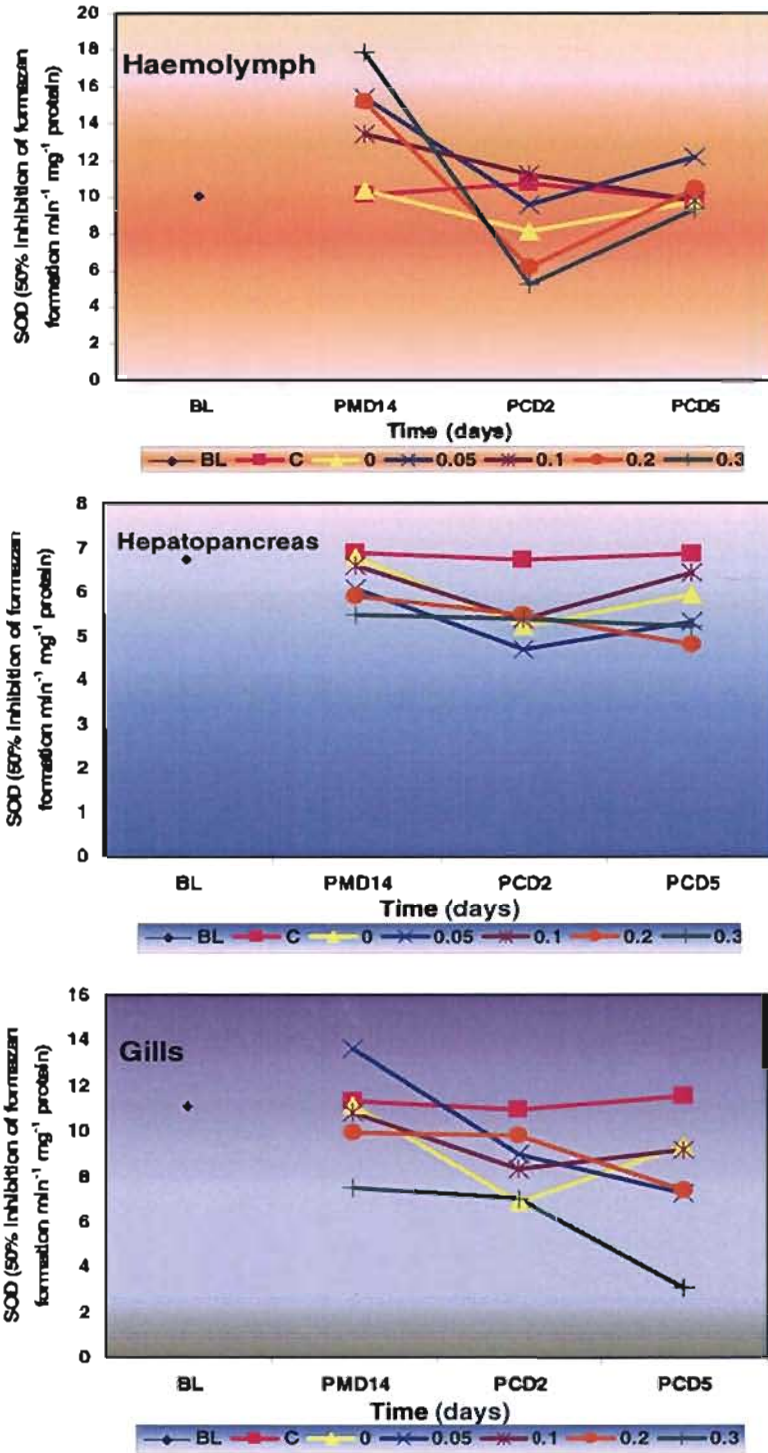 Haemolymph
SOD (50% Inhibition of formazan
formation min⁻¹ mg⁻¹ protein)
20
18
16
14
12
10
8
6
4
2
0
BL PMD14 PCD2 PCD5
Time (days)
BL C 0 0.05 0.1 0.2 0.3
Hepatopancreas
SOD (50% Inhibition of formazan
formation min⁻¹ mg⁻¹ protein)
8
7
6
5
4
3
2
1
0
BL PMD14 PCD2 PCD5
Time (days)
BL C 0 0.05 0.1 0.2 0.3
Gills
SOD (50% Inhibition of formazan
formation min⁻¹ mg⁻¹ protein)
16
14
12
10
8
6
4
2
0
BL PMD14 PCD2 PCD5
Time (days)
BL C 0 0.05 0.1 0.2 0.3